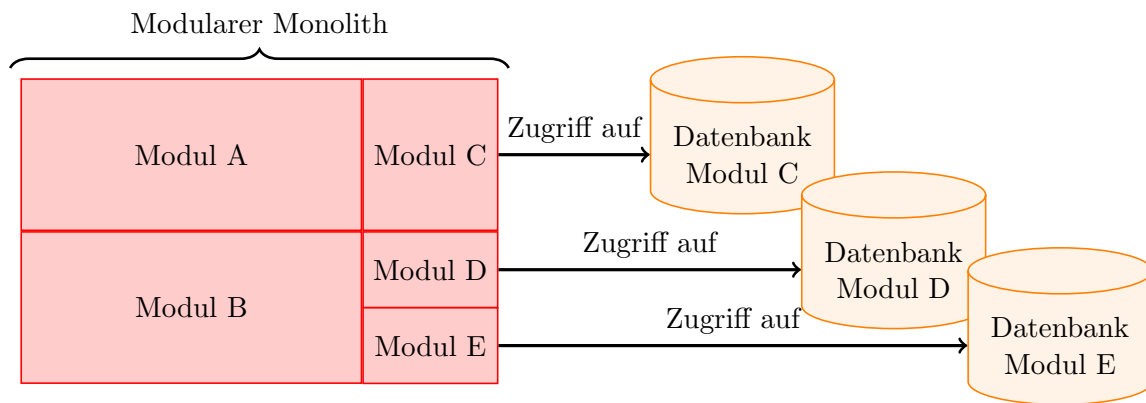 Modularer Monolith
Modul A
Modul C
Zugriff auf
Datenbank
Modul C
Modul B
Modul D
Zugriff auf
Datenbank
Modul D
Modul E
Zugriff auf
Datenbank
Modul E